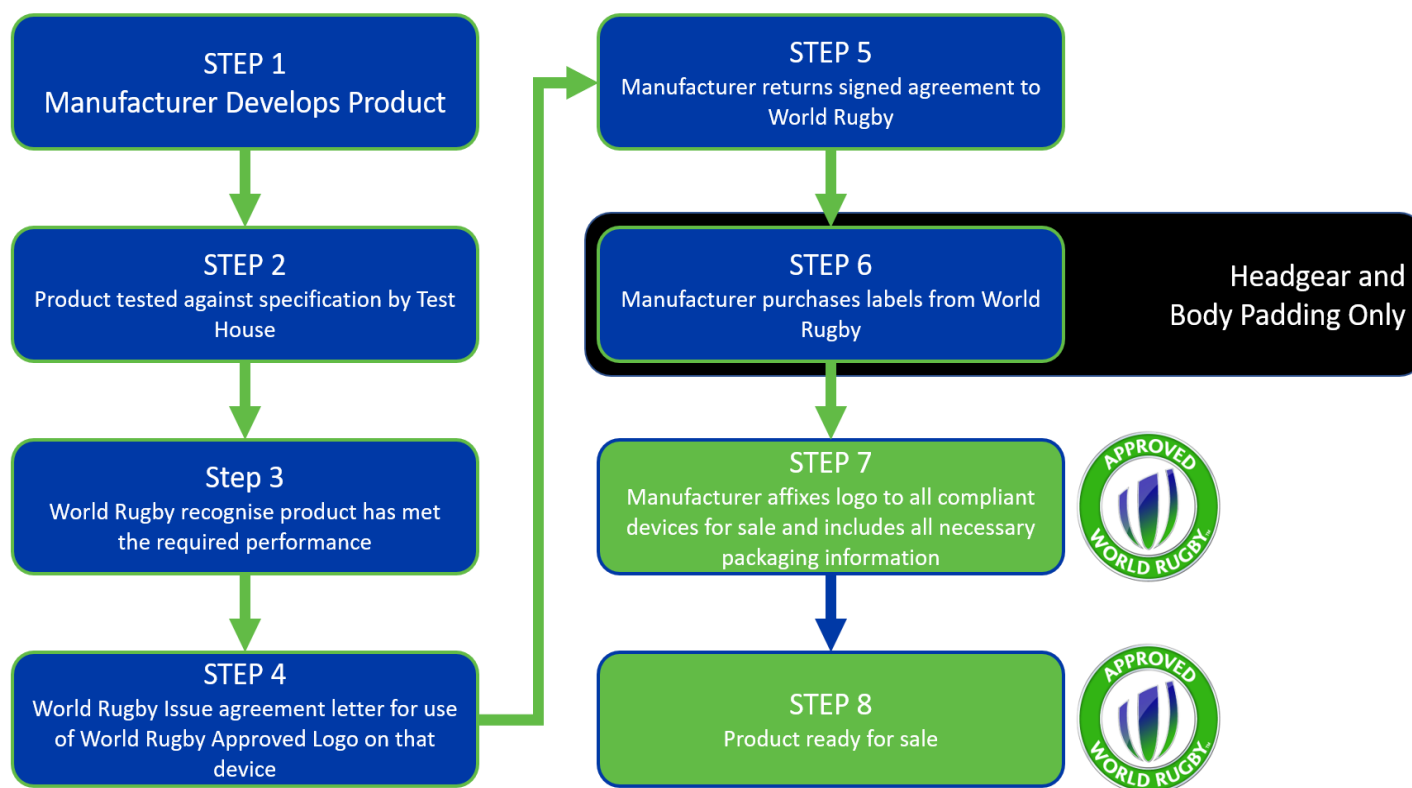 STEP 1
Manufacturer Develops Product
STEP 2
Product tested against specification by Test
House
Step 3
World Rugby recognise product has met
the required performance
STEP 4
World Rugby Issue agreement letter for use
of World Rugby Approved Logo on that
device
STEP 5
Manufacturer returns signed agreement to
World Rugby
STEP 6
Manufacturer purchases labels from World
Rugby
Headgear and
Body Padding Only
STEP 7
Manufacturer affixes logo to all compliant
devices for sale and includes all necessary
packaging information
APPROVED
WORLD RUGBY™
STEP 8
Product ready for sale
APPROVED
WORLD RUGBY™